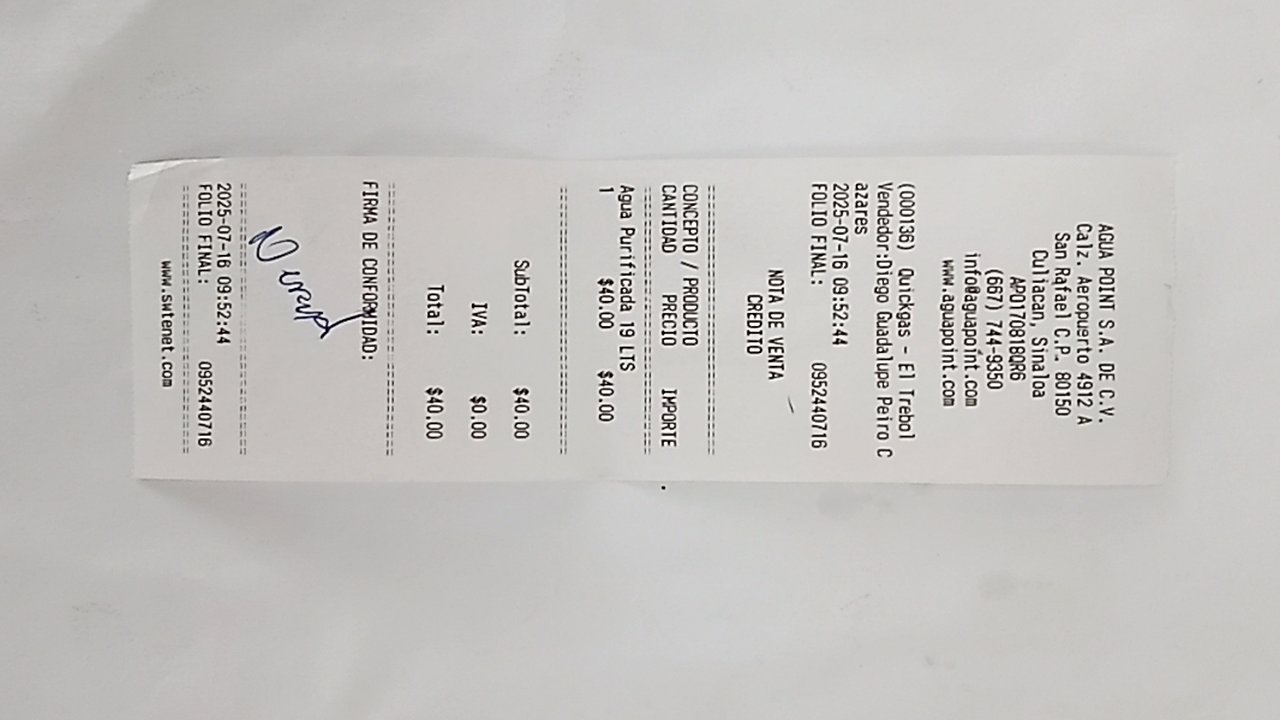 AGUA POINT S.A. DE C.V.
Calz. Aeropuerto 4912 A
San Rafael C.P. 80150
Culiacan, Sinaloa
APO170818QR6
(667) 744-9350
info@aguapoint.com
www.aguapoint.com
(000136) Quickgas - El Trebol
Vendedor:Diego Guadalupe Peiro C
azares
2025-07-16 09:52:44
FOLIO FINAL: 0952440716
NOTA DE VENTA
CREDITO
================================
CONCEPTO / PRODUCTO
CANTIDAD PRECIO IMPORTE
================================
Agua Purificada 19 LTS
1 $40.00 $40.00
================================
SubTotal: $40.00
IVA: $0.00
Total: $40.00
================================
FIRMA DE CONFORMIDAD:
================================
2025-07-16 09:52:44
FOLIO FINAL: 0952440716
================================
www.swtenet.com